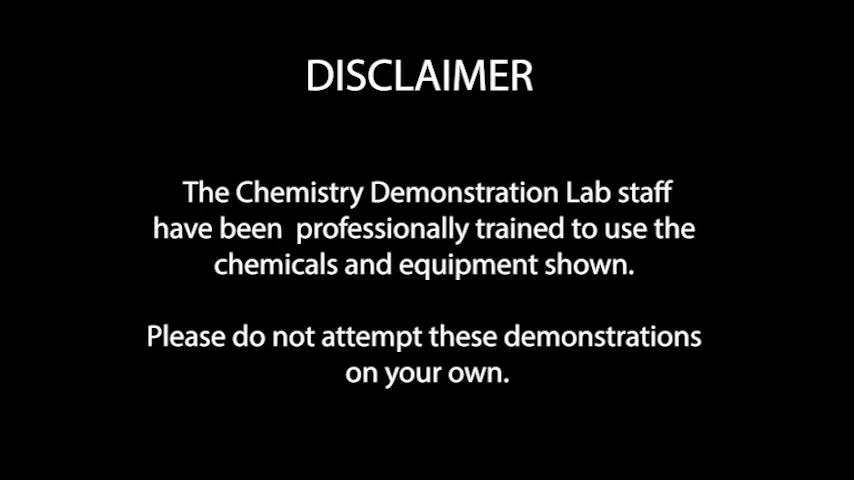 DISCLAIMER
The Chemistry Demonstration Lab staff
have been  professionally trained to use the
chemicals and equipment shown.
Please do not attempt these demonstrations
on your own.